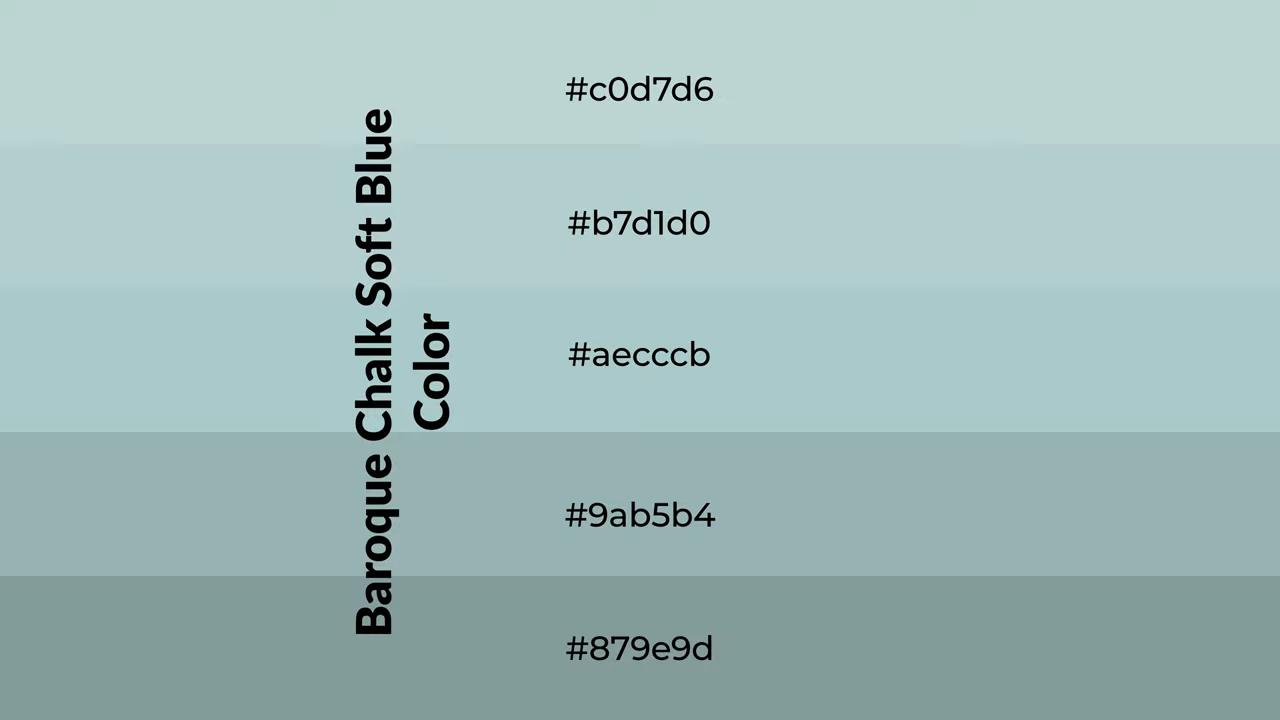 Baroque Chalk Soft Blue
Color
#c0d7d6
#b7d1d0
#aecccb
#9ab5b4
#879e9d